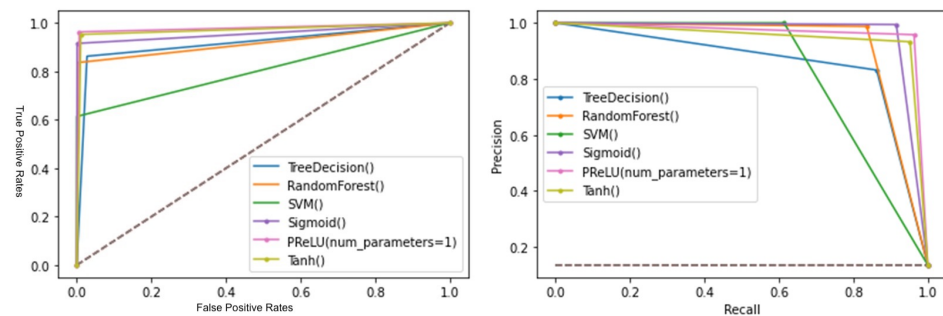 1.0
0.8
0.6
0.4
0.2
0.0
True Positive Rates
TreeDecision()
RandomForest()
SVM()
Sigmoid()
PReLU(num_parameters=1)
Tanh()
0.0 0.2 0.4 0.6 0.8 1.0
False Positive Rates
1.0
0.8
0.6
0.4
0.2
Precision
TreeDecision()
RandomForest()
SVM()
Sigmoid()
PReLU(num_parameters=1)
Tanh()
0.0 0.2 0.4 0.6 0.8 1.0
Recall